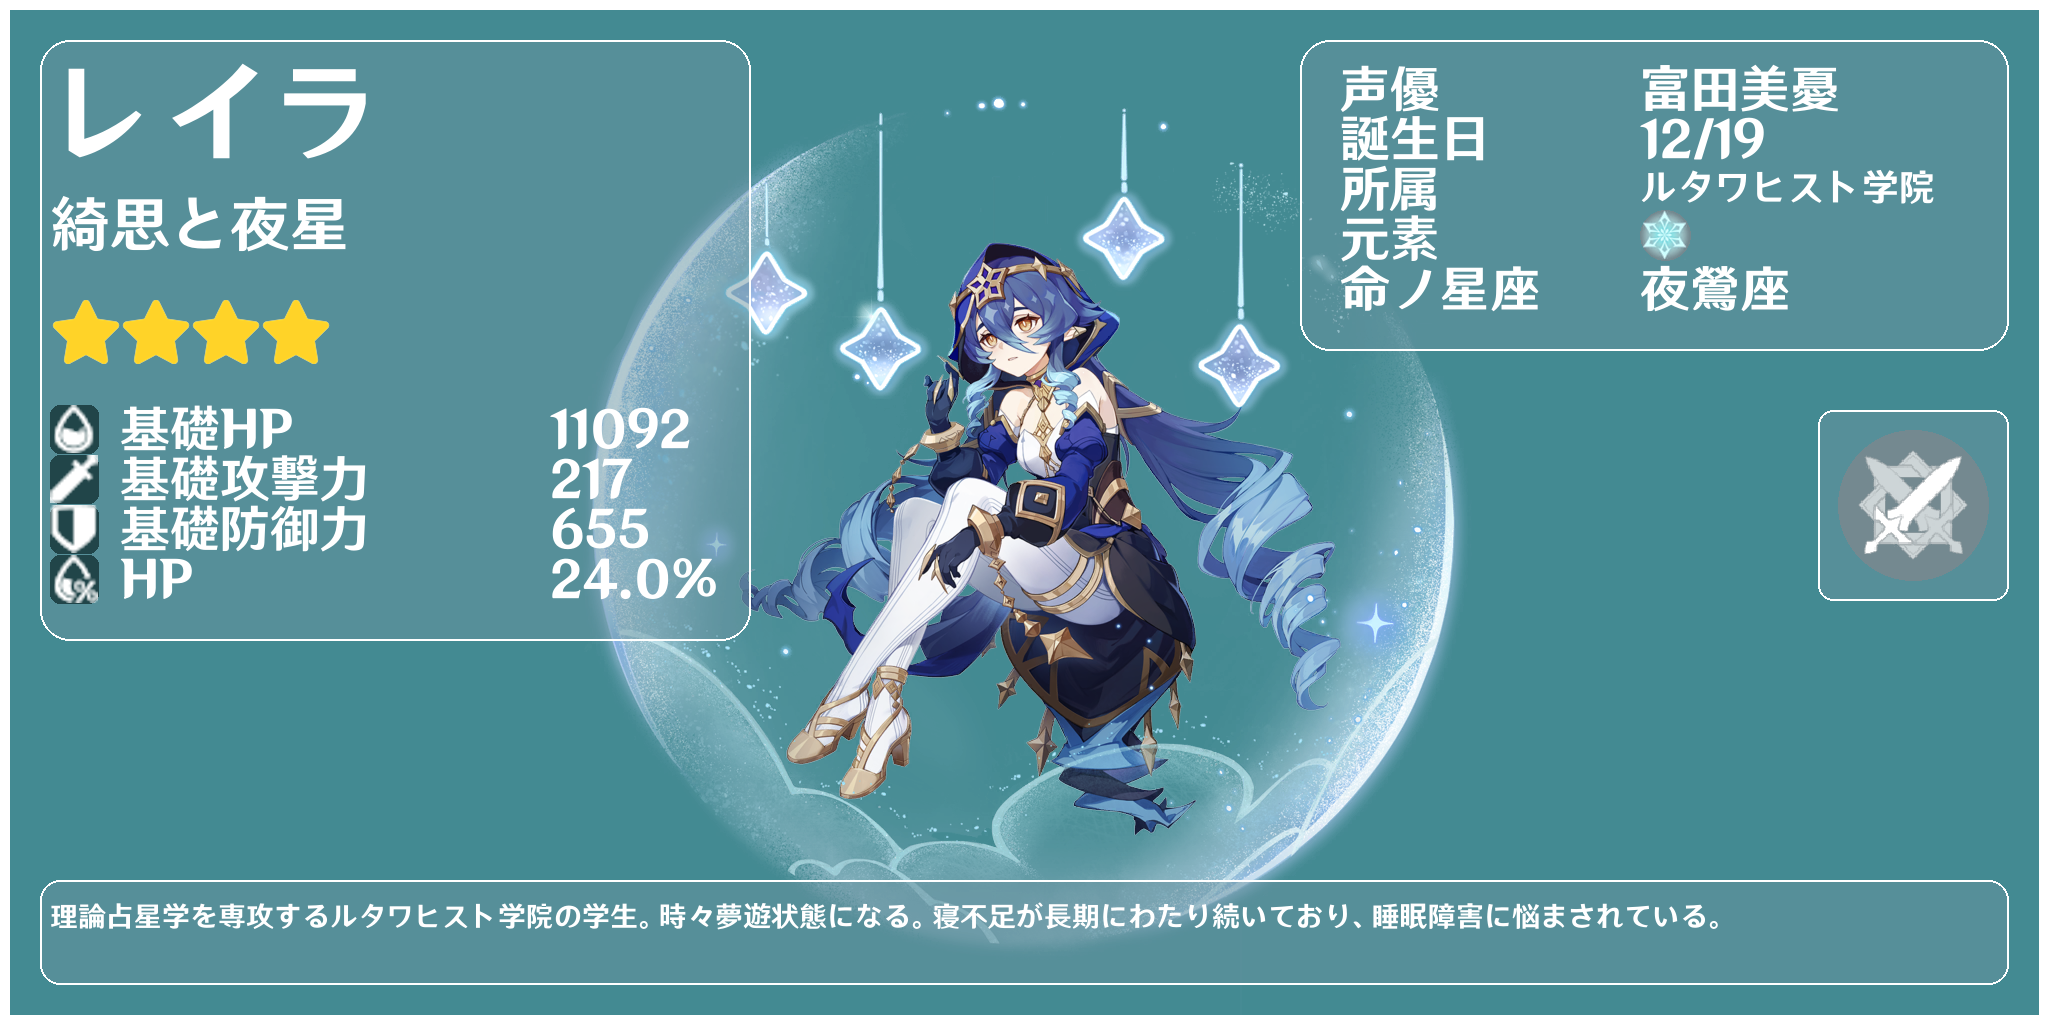 レイラ
綺思と夜星
基礎HP 11092
基礎攻撃力 217
基礎防御力 655
HP 24.0%
声優 富田美憂
誕生日 12/19
所属 ルタワヒスト学院
元素
命ノ星座 夜鶯座
理論占星学を専攻するルタワヒスト学院の学生。時々夢遊状態になる。寝不足が長期にわたり続いており、睡眠障害に悩まされている。